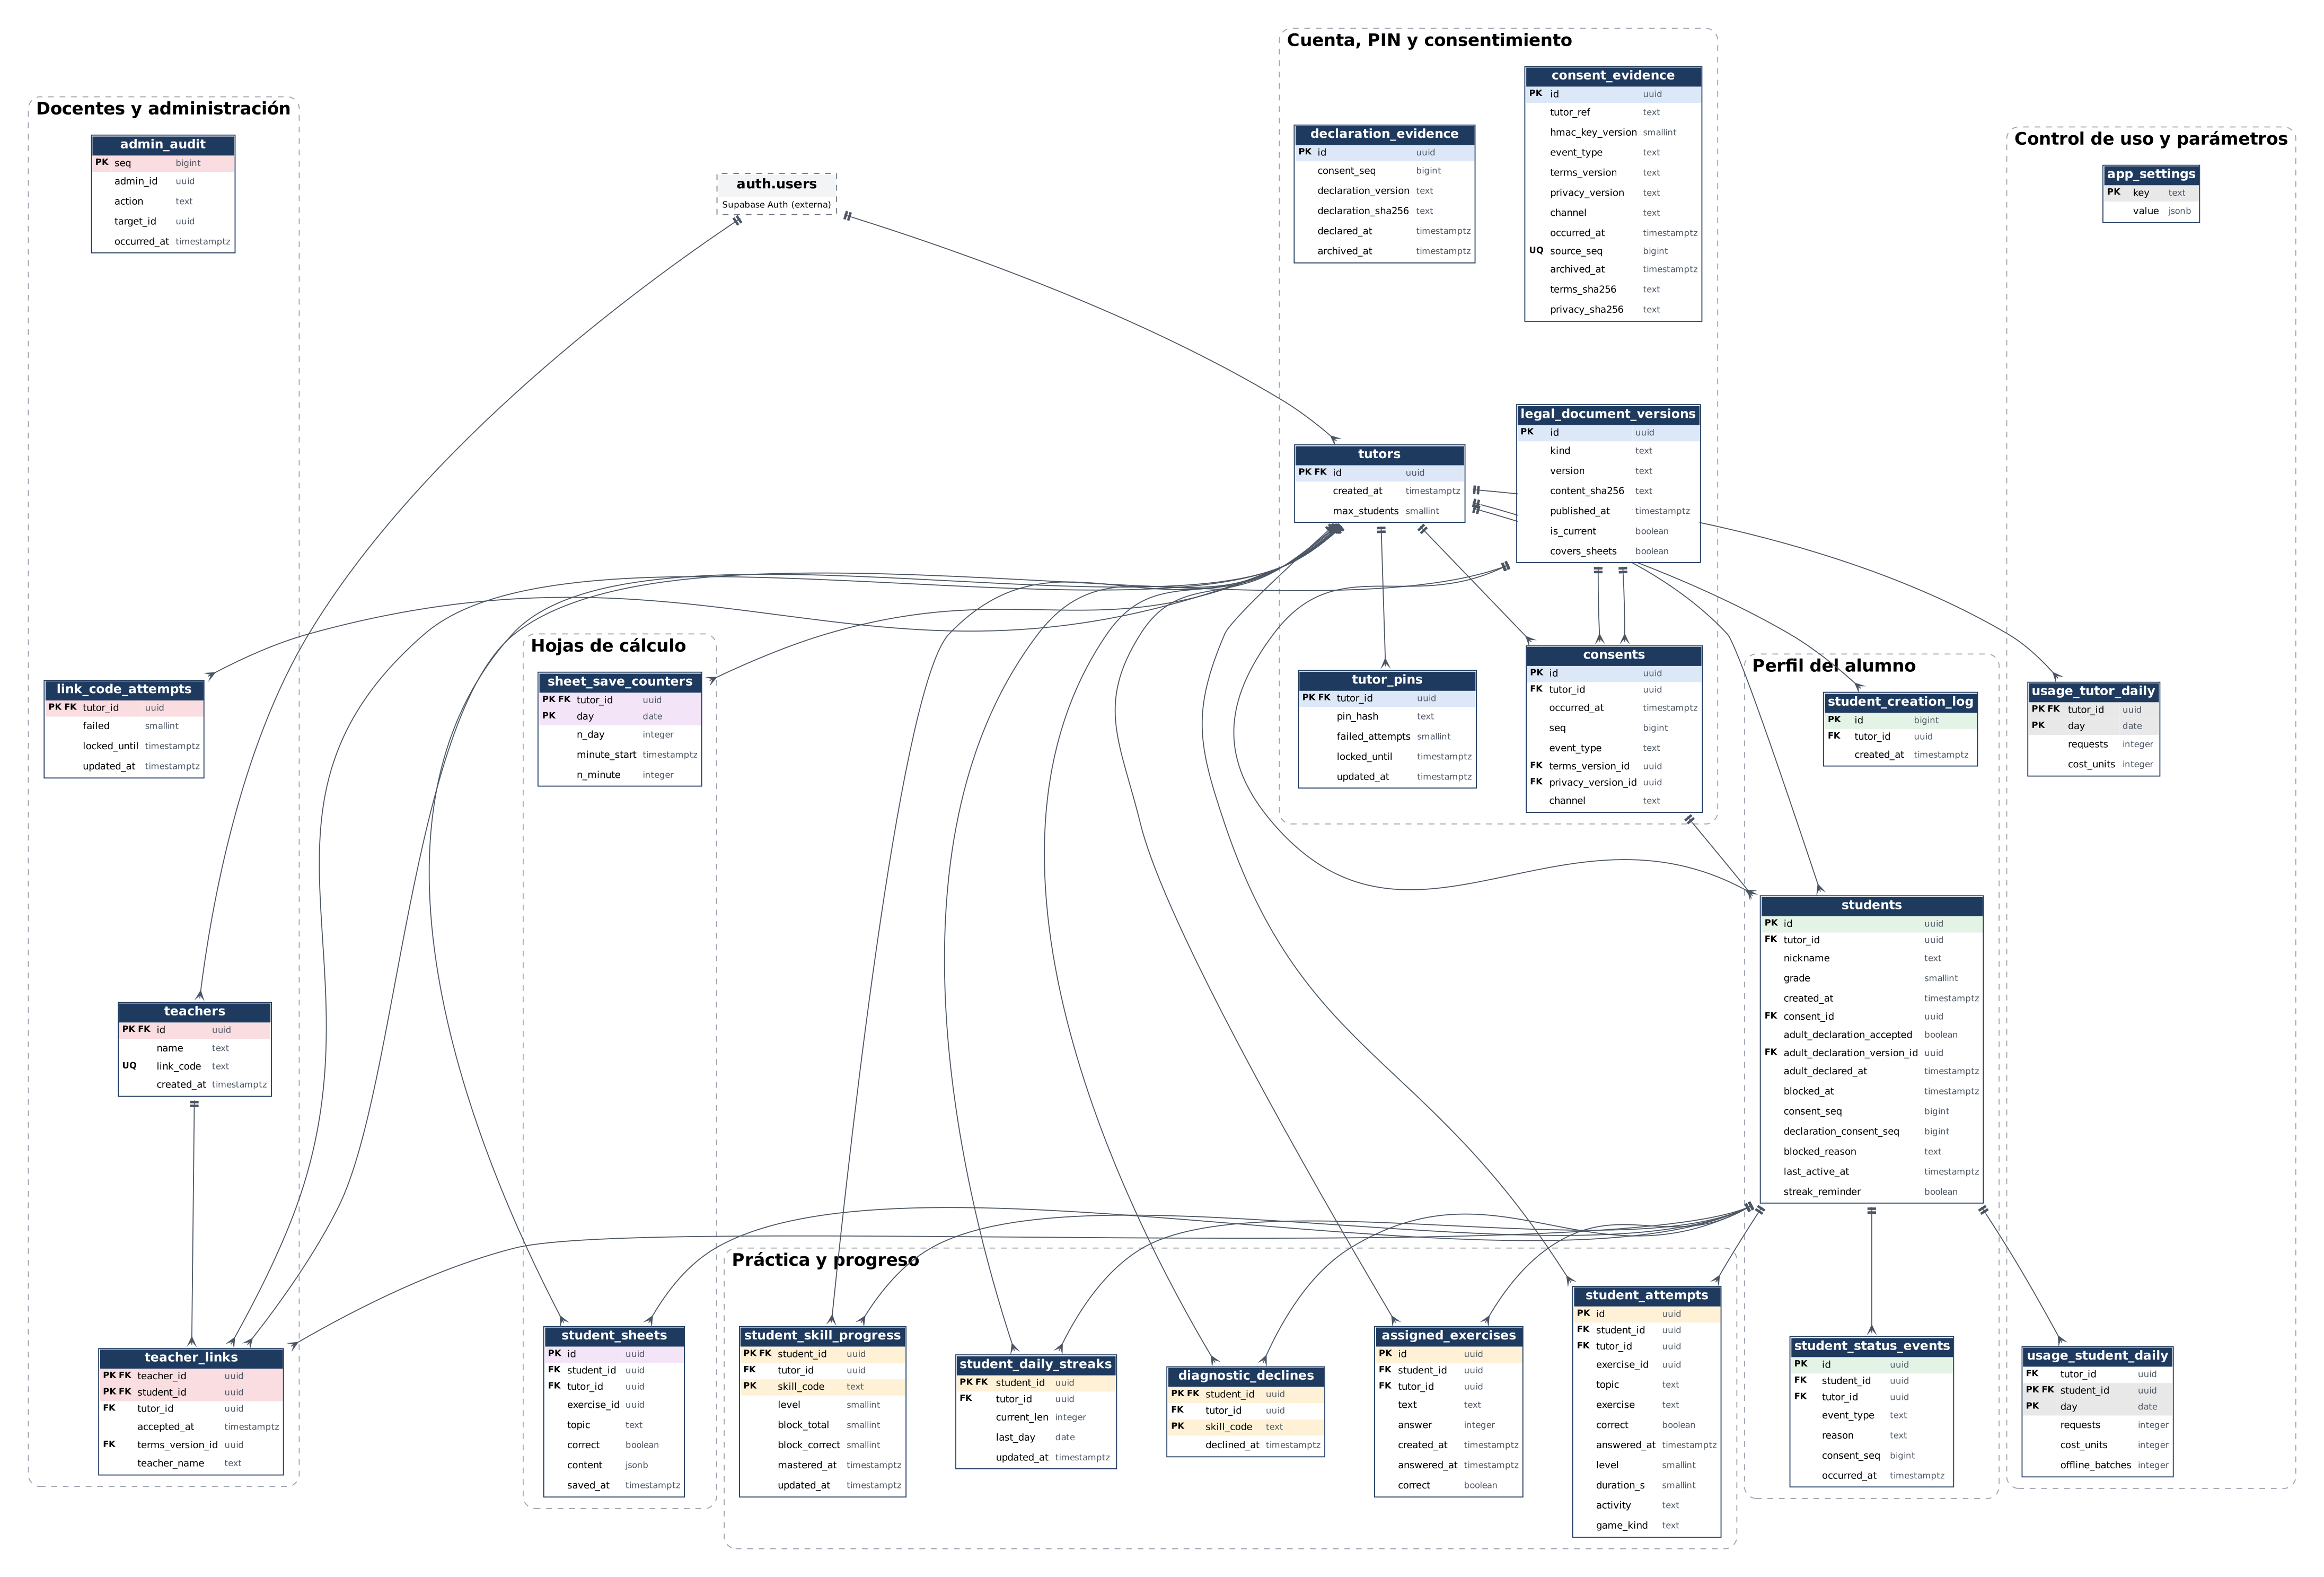 Docentes y administración
admin_audit
PK seq bigint
admin_id uuid
action text
target_id uuid
occurred_at timestamptz
link_code_attempts
PK FK tutor_id uuid
failed smallint
locked_until timestamptz
updated_at timestamptz
teachers
PK FK id uuid
name text
UQ link_code text
created_at timestamptz
teacher_links
PK FK teacher_id uuid
PK FK student_id uuid
FK tutor_id uuid
accepted_at timestamptz
FK terms_version_id uuid
teacher_name text
auth.users
Supabase Auth (externa)
Hojas de cálculo
sheet_save_counters
PK FK tutor_id uuid
PK day date
n_day integer
minute_start timestamptz
n_minute integer
student_sheets
PK id uuid
FK student_id uuid
FK tutor_id uuid
exercise_id uuid
topic text
correct boolean
content jsonb
saved_at timestamptz
Cuenta, PIN y consentimiento
declaration_evidence
PK id uuid
consent_seq bigint
declaration_version text
declaration_sha256 text
declared_at timestamptz
archived_at timestamptz
consent_evidence
PK id uuid
tutor_ref text
hmac_key_version smallint
event_type text
terms_version text
privacy_version text
channel text
occurred_at timestamptz
UQ source_seq bigint
archived_at timestamptz
terms_sha256 text
privacy_sha256 text
tutors
PK FK id uuid
created_at timestamptz
max_students smallint
legal_document_versions
PK id uuid
kind text
version text
content_sha256 text
published_at timestamptz
is_current boolean
covers_sheets boolean
tutor_pins
PK FK tutor_id uuid
pin_hash text
failed_attempts smallint
locked_until timestamptz
updated_at timestamptz
consents
PK id uuid
FK tutor_id uuid
occurred_at timestamptz
seq bigint
event_type text
FK terms_version_id uuid
FK privacy_version_id uuid
channel text
Práctica y progreso
student_skill_progress
PK FK student_id uuid
FK tutor_id uuid
PK skill_code text
level smallint
block_total smallint
block_correct smallint
mastered_at timestamptz
updated_at timestamptz
student_daily_streaks
PK FK student_id uuid
FK tutor_id uuid
current_len integer
last_day date
updated_at timestamptz
diagnostic_declines
PK FK student_id uuid
FK tutor_id uuid
PK skill_code text
declined_at timestamptz
assigned_exercises
PK id uuid
FK student_id uuid
FK tutor_id uuid
text text
answer integer
created_at timestamptz
answered_at timestamptz
correct boolean
student_attempts
PK id uuid
FK student_id uuid
FK tutor_id uuid
exercise_id uuid
topic text
exercise text
correct boolean
answered_at timestamptz
level smallint
duration_s smallint
activity text
game_kind text
Perfil del alumno
student_creation_log
PK id bigint
FK tutor_id uuid
created_at timestamptz
students
PK id uuid
FK tutor_id uuid
nickname text
grade smallint
created_at timestamptz
FK consent_id uuid
adult_declaration_accepted boolean
FK adult_declaration_version_id uuid
adult_declared_at timestamptz
blocked_at timestamptz
consent_seq bigint
declaration_consent_seq bigint
blocked_reason text
last_active_at timestamptz
streak_reminder boolean
student_status_events
PK id uuid
FK student_id uuid
FK tutor_id uuid
event_type text
reason text
consent_seq bigint
occurred_at timestamptz
Control de uso y parámetros
app_settings
PK key text
value jsonb
usage_tutor_daily
PK FK tutor_id uuid
PK day date
requests integer
cost_units integer
usage_student_daily
FK tutor_id uuid
PK FK student_id uuid
PK day date
requests integer
cost_units integer
offline_batches integer